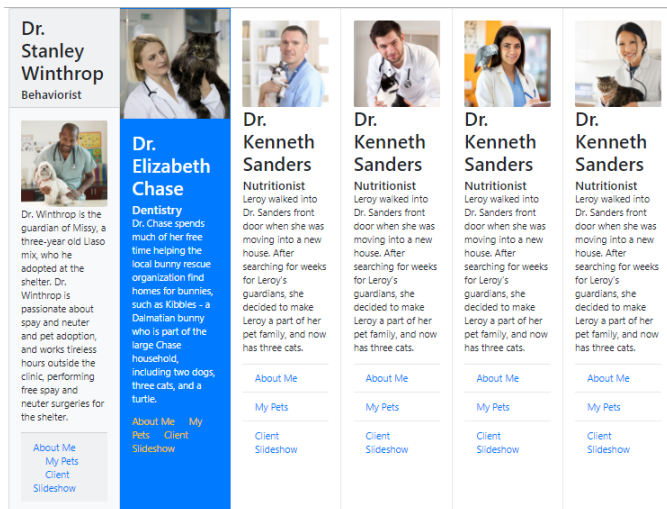 Dr.
Stanley
Winthrop
Behaviorist
Dr. Winthrop is the
guardian of Missy, a
three-year old Llaso
mix, who he
adopted at the
shelter. Dr.
Winthrop is
passionate about
spay and neuter
and pet adoption,
and works tireless
hours outside the
clinic, performing
free spay and
neuter surgeries for
the shelter.
About Me
My Pets
Client
Slideshow
Dr.
Elizabeth
Chase
Dentistry
Dr. Chase spends
much of her free
time helping the
local bunny rescue
organization find
homes for bunnies,
such as Kibbles - a
Dalmatian bunny
who is part of the
large Chase
household,
including two dogs,
three cats, and a
turtle.
About Me My
Pets Client
Slideshow
Dr.
Kenneth
Sanders
Nutritionist
Leroy walked into
Dr. Sanders front
door when she was
moving into a new
house. After
searching for weeks
for Leroy's
guardians, she
decided to make
Leroy a part of her
pet family, and now
has three cats.
About Me
My Pets
Client
Slideshow
Dr.
Kenneth
Sanders
Nutritionist
Leroy walked into
Dr. Sanders front
door when she was
moving into a new
house. After
searching for weeks
for Leroy's
guardians, she
decided to make
Leroy a part of her
pet family, and now
has three cats.
About Me
My Pets
Client
Slideshow
Dr.
Kenneth
Sanders
Nutritionist
Leroy walked into
Dr. Sanders front
door when she was
moving into a new
house. After
searching for weeks
for Leroy's
guardians, she
decided to make
Leroy a part of her
pet family, and now
has three cats.
About Me
My Pets
Client
Slideshow
Dr.
Kenneth
Sanders
Nutritionist
Leroy walked into
Dr. Sanders front
door when she was
moving into a new
house. After
searching for weeks
for Leroy's
guardians, she
decided to make
Leroy a part of her
pet family, and now
has three cats.
About Me
My Pets
Client
Slideshow